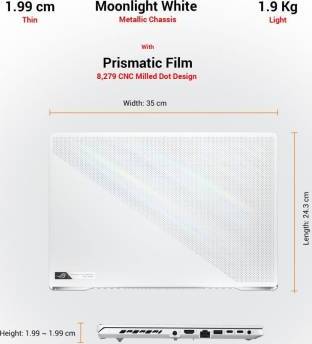 1.99 cm
Thin
Moonlight White
Metallic Chassis
1.9 Kg
Light
With
Prismatic Film
8,279 CNC Milled Dot Design
Width: 35 cm
Length: 24.3 cm
Height: 1.99 ~ 1.99 cm